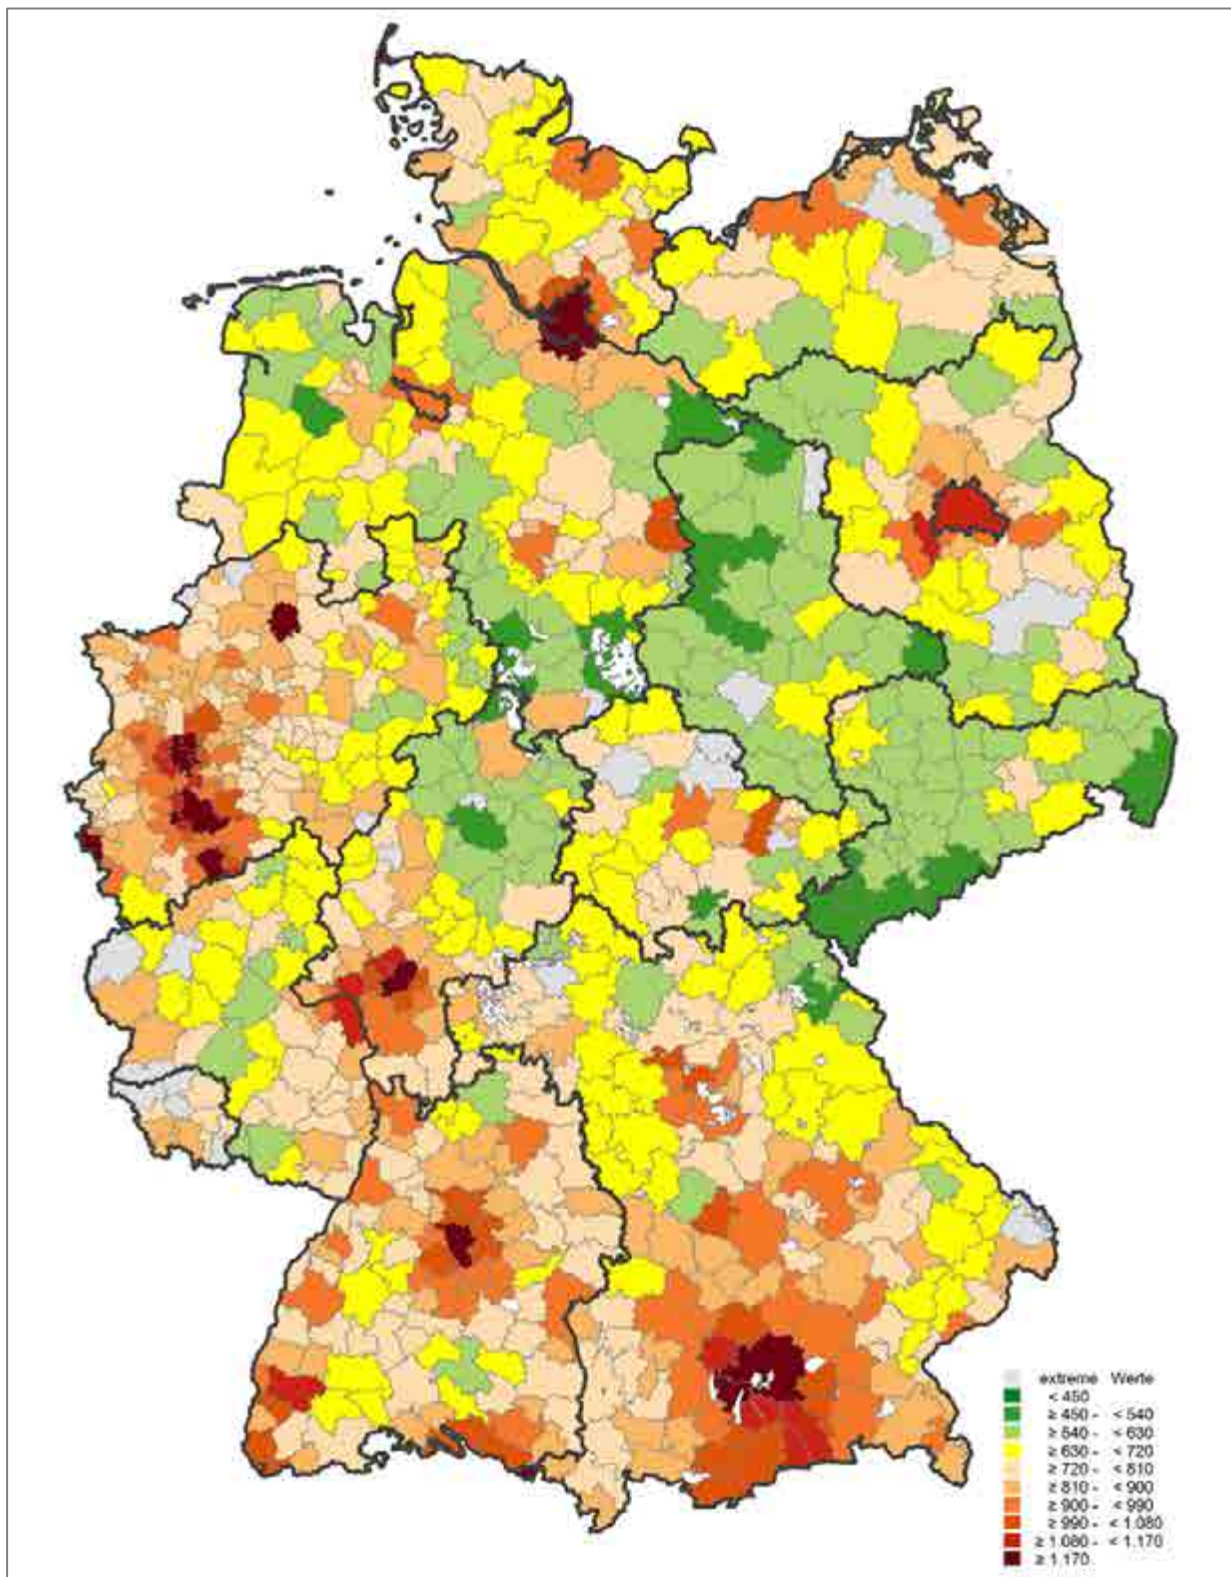 extreme Werte
< 450
≥ 450 - < 540
≥ 540 - < 630
≥ 630 - < 720
≥ 720 - < 810
≥ 810 - < 900
≥ 900 - < 990
≥ 990 - < 1.080
≥ 1.080 - < 1.170
≥ 1.170